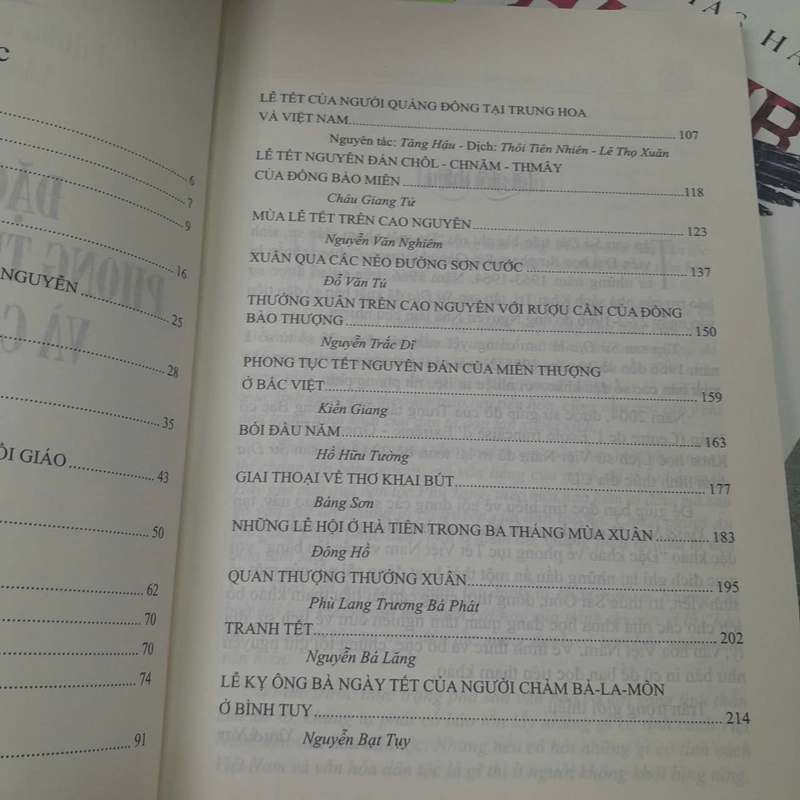 C
6
7
9
16
NGUYỄN
25
28
35
ỒI GIÁO
43
50
62
70
70
74
91
LỄ TẾT CỦA NGƯỜI QUẢNG ĐÔNG TẠI TRUNG HOA
VÀ VIỆT NAM 107
Nguyên tác: Tăng Hậu - Dịch: Thôi Tiên Nhiên - Lê Thọ Xuân
LỄ TẾT NGUYÊN ĐÁN CHÔL - CHNĂM - THMÂY
CỦA ĐỒNG BÀO MIÊN 118
Châu Giang Tử
MÙA LỄ TẾT TRÊN CAO NGUYÊN 123
Nguyễn Văn Nghiêm
XUÂN QUA CÁC NẺO ĐƯỜNG SƠN CƯỚC 137
Đỗ Văn Tú
THƯỞNG XUÂN TRÊN CAO NGUYÊN VỚI RƯỢU CẦN CỦA ĐỒNG
BÀO THƯỢNG 150
Nguyễn Trắc Dĩ
PHONG TỤC TẾT NGUYÊN ĐÁN CỦA MIỀN THƯỢNG
Ở BẮC VIỆT 159
Kiên Giang
BÓI ĐẦU NĂM 163
Hồ Hữu Tường
GIAI THOẠI VỀ THƠ KHAI BÚT 177
Bàng Sơn
NHỮNG LỄ HỘI Ở HÀ TIÊN TRONG BA THÁNG MÙA XUÂN 183
Đông Hồ
QUAN THƯỢNG THƯỞNG XUÂN 195
Phù Lang Trương Bá Phát
TRANH TẾT 202
Nguyễn Bá Lăng
LỄ KỴ ÔNG BÀ NGÀY TẾT CỦA NGƯỜI CHÀM BÀ-LA-MÔN
Ở BÌNH TUY 214
Nguyễn Bạt Tụy